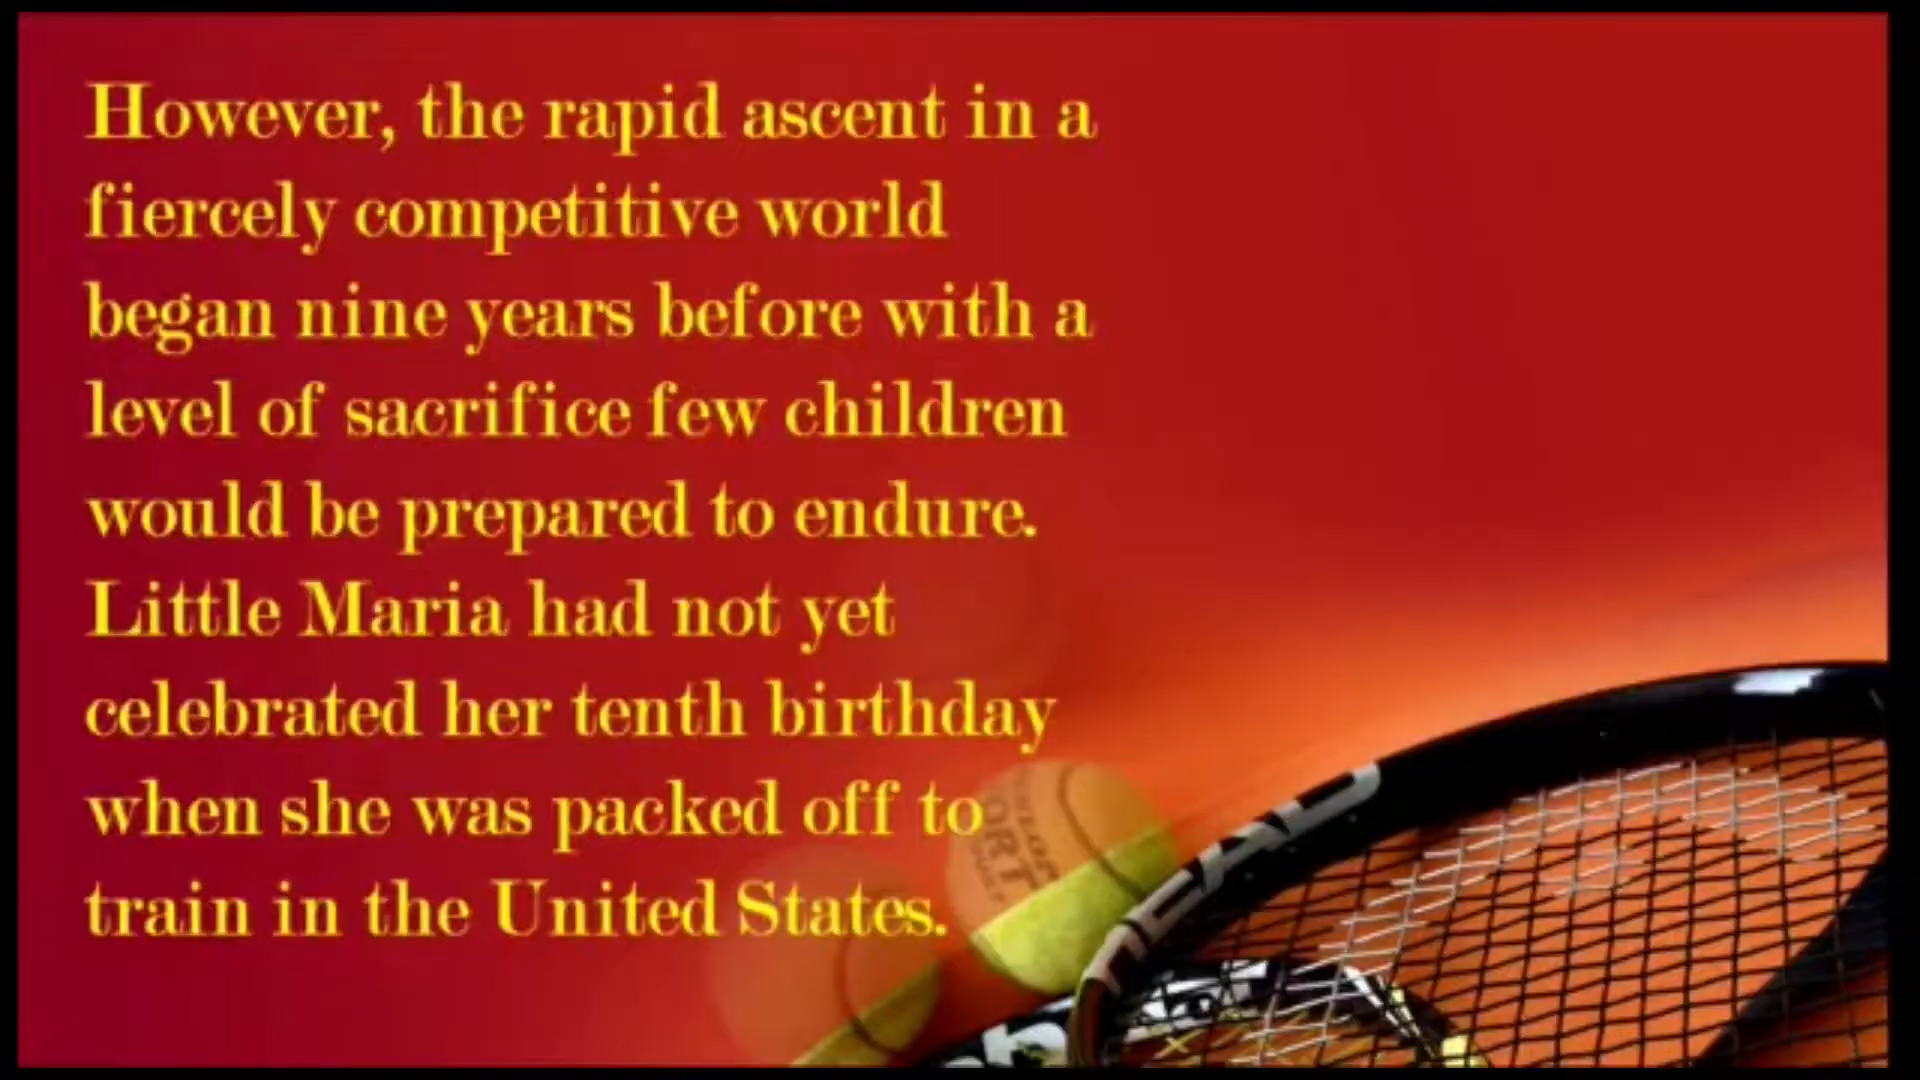 However, the rapid ascent in a
fiercely competitive world
began nine years before with a
level of sacrifice few children
would be prepared to endure.
Little Maria had not yet
celebrated her tenth birthday
when she was packed off to
train in the United States.
HEAD